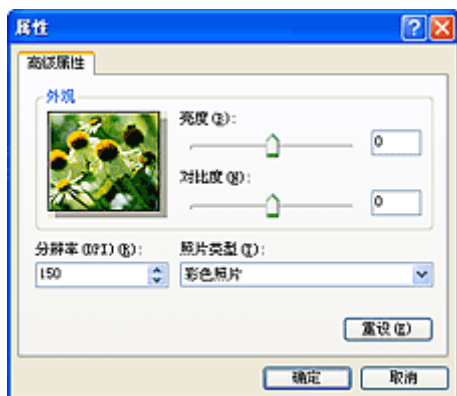 属性
高级属性
外观
亮度(B):
0
对比度(N):
0
分辨率(DPI)(R):
150
照片类型(T):
彩色照片
重设(E)
确定
取消